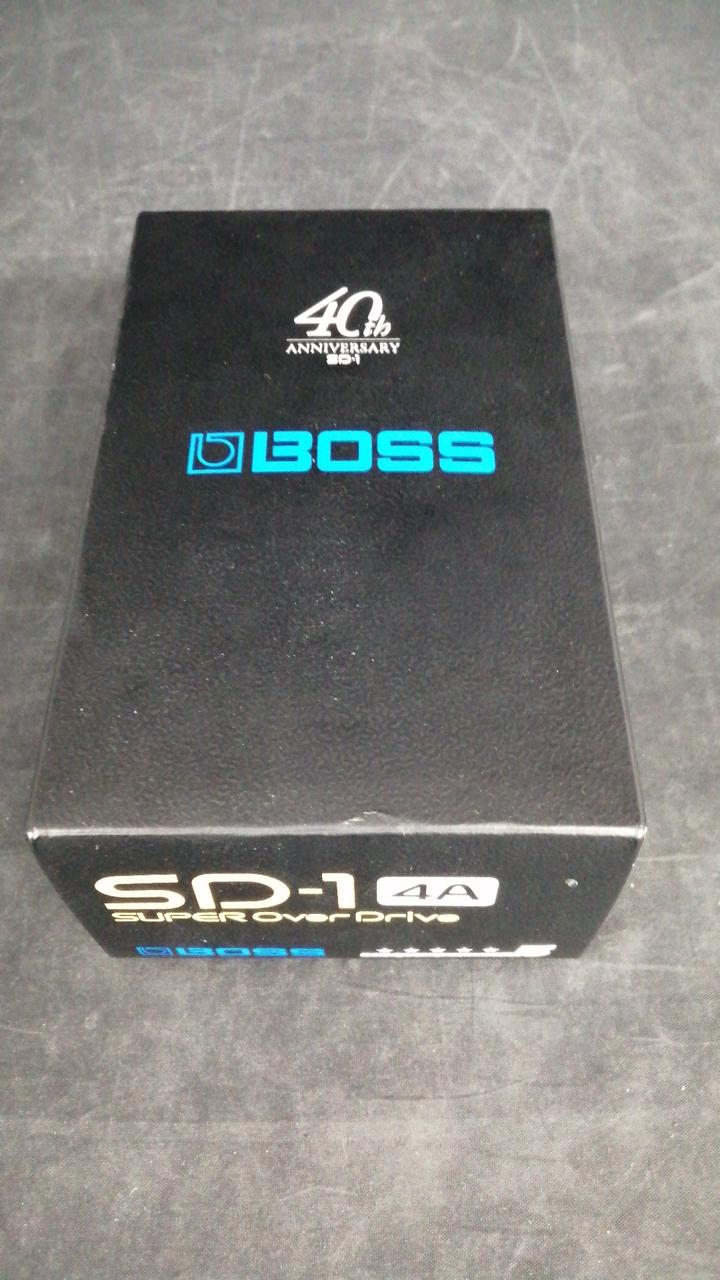 40th
ANNIVERSARY
SD-1
BOSS
SD-1 4A
SUPER Over Drive
BOSS